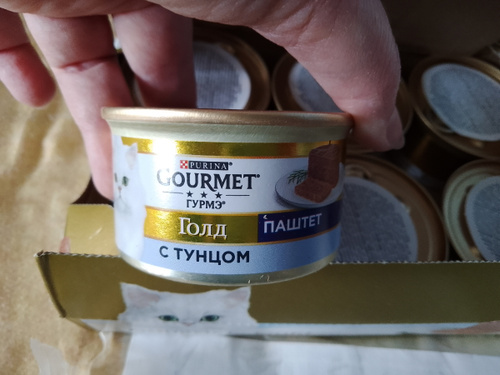 PURINA®
GOURMET®
ГУРМЭ®
Голд
ПАШТЕТ
С ТУНЦОМ